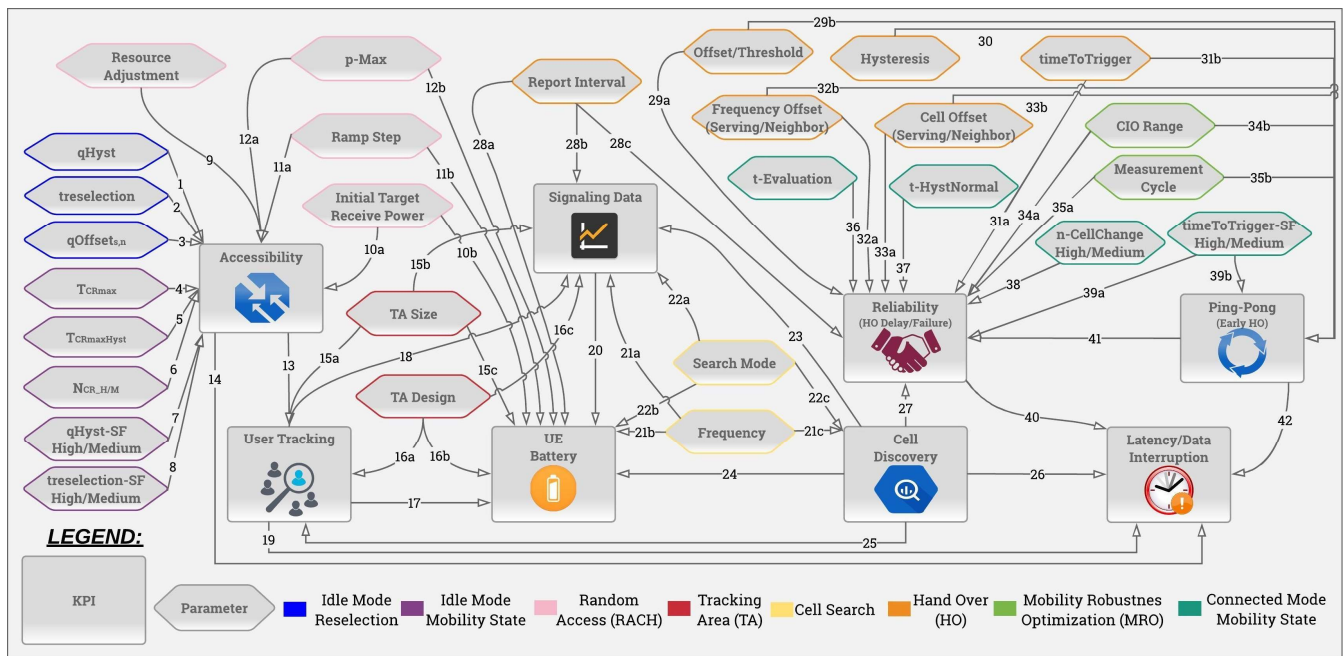 29b
Offset/Threshold
Hysteresis
30
timeToTrigger
31b
Resource
Adjustment
p-Max
12b
Report Interval
29a
32b
33b
Frequency Offset
(Serving/Neighbor)
Cell Offset
(Serving/Neighbor)
CIO Range
34b
9
12a
11a
Ramp Step
11b
28a
28b
28c
qHyst
1
treselection
2
qOffsets,n
3
Initial Target
Receive Power
10a
10b
Signaling Data
t-Evaluation
t-HystNormal
Measurement
Cycle
35b
36
32a
33a
37
31a
34a
35a
n-CellChange
High/Medium
timeToTrigger-SF
High/Medium
38
39a
39b
Accessibility
15b
TCRmax
4
TCRmaxHyst
5
NCR_H/M
6
qHyst-SF
High/Medium
7
treselection-SF
High/Medium
8
TA Size
22a
16c
Reliability
(HO Delay/Failure)
Ping-Pong
(Early HO)
41
13
14
15a
18
15c
20
21a
23
Search Mode
22b
22c
TA Design
16a
16b
21b
Frequency
21c
27
40
42
User Tracking
UE
Battery
Cell
Discovery
Latency/Data
Interruption
17
24
26
19
25
LEGEND:
KPI
Parameter
Idle Mode
Reselection
Idle Mode
Mobility State
Random
Access (RACH)
Tracking
Area (TA)
Cell Search
Hand Over
(HO)
Mobility Robustnes
Optimization (MRO)
Connected Mode
Mobility State